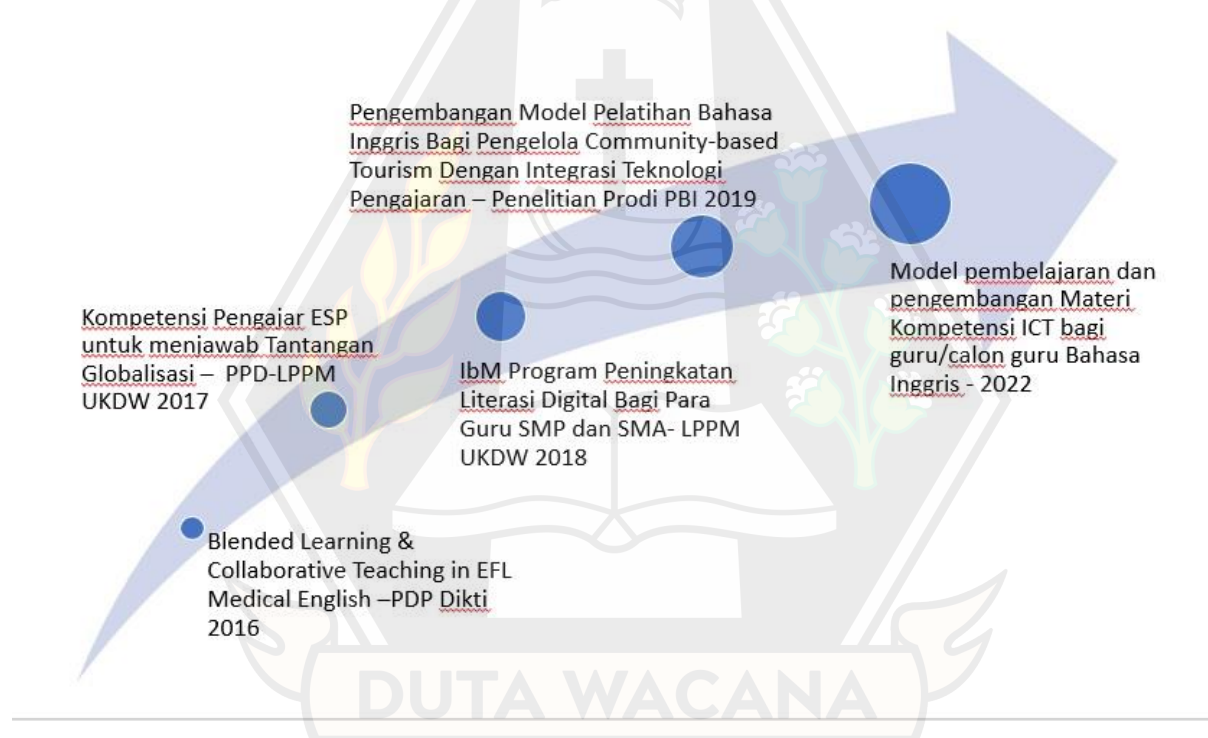 Pengembangan Model Pelatihan Bahasa
Inggris Bagi Pengelola Community-based
Tourism Dengan Integrasi Teknologi
Pengajaran – Penelitian Prodi PBI 2019
Model pembelajaran dan
pengembangan Materi
Kompetensi ICT bagi
guru/calon guru Bahasa
Inggris - 2022
Kompetensi Pengajar ESP
untuk menjawab Tantangan
Globalisasi – PPD-LPPM
UKDW 2017
IbM Program Peningkatan
Literasi Digital Bagi Para
Guru SMP dan SMA- LPPM
UKDW 2018
Blended Learning &
Collaborative Teaching in EFL
Medical English –PDP Dikti
2016
DUTA WACANA